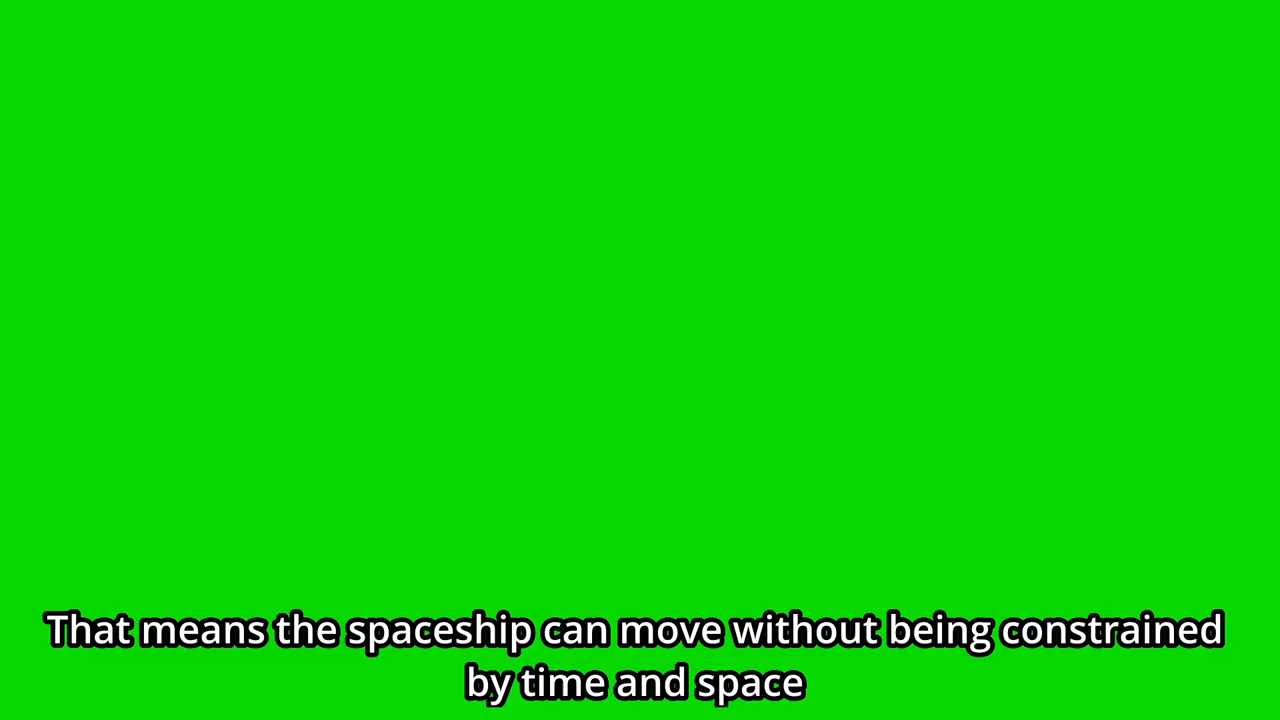 That means the spaceship can move without being constrained
by time and space